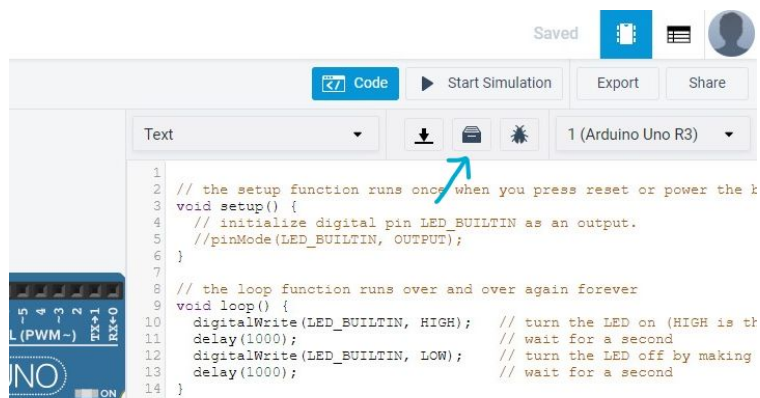 Saved
Code
Start Simulation
Export
Share
Text
1 (Arduino Uno R3)
1
2 // the setup function runs once when you press reset or power the
3 void setup() {
4 // initialize digital pin LED_BUILTIN as an output.
5 //pinMode(LED_BUILTIN, OUTPUT);
6 }
7
8 // the loop function runs over and over again forever
9 void loop() {
10 digitalWrite(LED_BUILTIN, HIGH); // turn the LED on (HIGH is
11 delay(1000); // wait for a second
12 digitalWrite(LED_BUILTIN, LOW); // turn the LED off by making
13 delay(1000); // wait for a second
14 }
~5
4
~3
2
TX→1
RX←0
L (PWM~)
UNO
ON